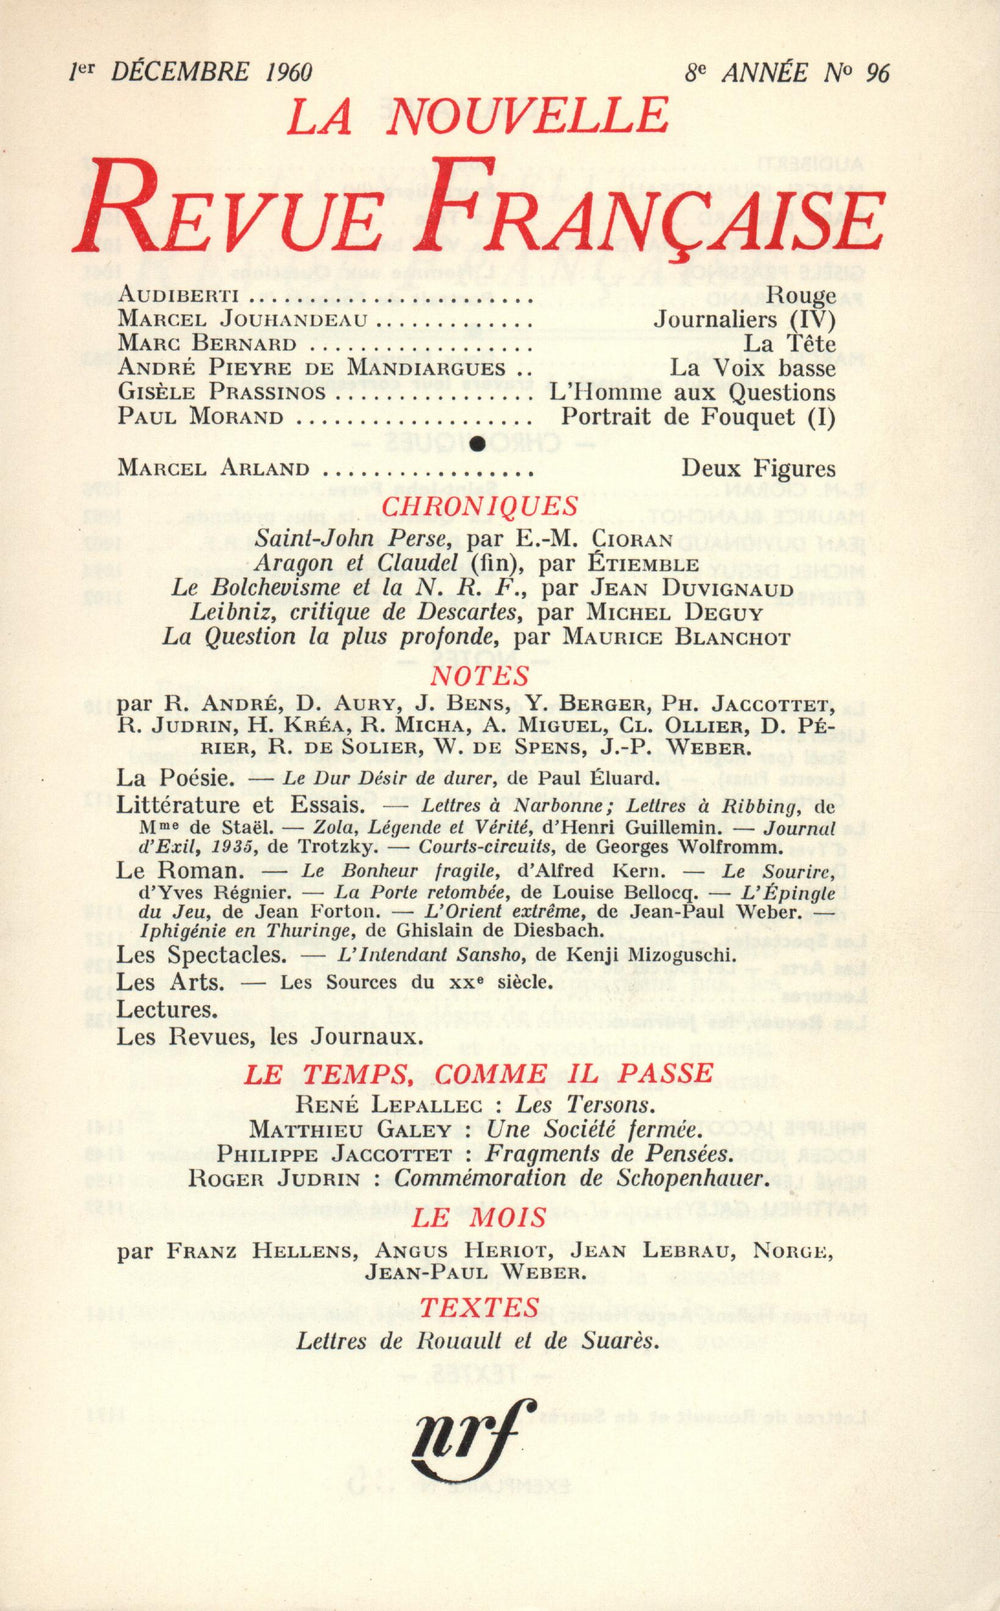 1er DÉCEMBRE 1960 8e ANNÉE No 96
LA NOUVELLE
REVUE FRANÇAISE
AUDIBERTI ........................ Rouge
MARCEL JOUHANDEAU ............. Journaliers (IV)
MARC BERNARD ................... La Tête
ANDRÉ PIEYRE DE MANDIARGUES .. La Voix basse
GISÈLE PRASSINOS ................. L'Homme aux Questions
PAUL MORAND .................... Portrait de Fouquet (I)
●
MARCEL ARLAND .................. Deux Figures
CHRONIQUES
Saint-John Perse, par E.-M. CIORAN
Aragon et Claudel (fin), par ÉTIEMBLE
Le Bolchevisme et la N. R. F., par JEAN DUVIGNAUD
Leibniz, critique de Descartes, par MICHEL DEGUY
La Question la plus profonde, par MAURICE BLANCHOT
NOTES
par R. ANDRÉ, D. AURY, J. BENS, Y. BERGER, PH. JACCOTTET,
R. JUDRIN, H. KRÉA, R. MICHA, A. MIGUEL, CL. OLLIER, D. PÉ-
RIER, R. DE SOLIER, W. DE SPENS, J.-P. WEBER.
La Poésie. — Le Dur Désir de durer, de Paul Éluard.
Littérature et Essais. — Lettres à Narbonne; Lettres à Ribbing, de
Mme de Staël. — Zola, Légende et Vérité, d'Henri Guillemin. — Journal
d'Exil, 1935, de Trotzky. — Courts-circuits, de Georges Wolfromm.
Le Roman. — Le Bonheur fragile, d'Alfred Kern. — Le Sourire,
d'Yves Régnier. — La Porte retombée, de Louise Bellocq. — L'Épingle
du Jeu, de Jean Forton. — L'Orient extrême, de Jean-Paul Weber. —
Iphigénie en Thuringe, de Ghislain de Diesbach.
Les Spectacles. — L'Intendant Sansho, de Kenji Mizoguschi.
Les Arts. — Les Sources du XXe siècle.
Lectures.
Les Revues, les Journaux.
LE TEMPS, COMME IL PASSE
RENÉ LEPALLEC : Les Tersons.
MATTHIEU GALEY : Une Société fermée.
PHILIPPE JACCOTTET : Fragments de Pensées.
ROGER JUDRIN : Commémoration de Schopenhauer.
LE MOIS
par FRANZ HELLENS, ANGUS HERIOT, JEAN LEBRAU, NORGE,
JEAN-PAUL WEBER.
TEXTES
Lettres de Rouault et de Suarès.
nrf